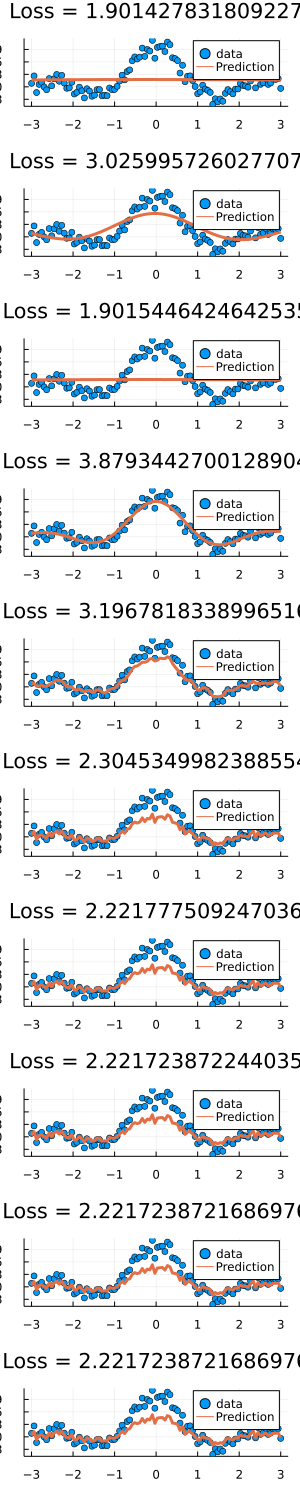 Loss = 1.901427831809227
data
Prediction
−3 −2 −1 0 1 2 3
Loss = 3.025995726027707
data
Prediction
−3 −2 −1 0 1 2 3
Loss = 1.9015446424642535
data
Prediction
−3 −2 −1 0 1 2 3
Loss = 3.8793442700128904
data
Prediction
−3 −2 −1 0 1 2 3
Loss = 3.1967818338996516
data
Prediction
−3 −2 −1 0 1 2 3
Loss = 2.3045349982388554
data
Prediction
−3 −2 −1 0 1 2 3
Loss = 2.221777509247036
data
Prediction
−3 −2 −1 0 1 2 3
Loss = 2.221723872244035
data
Prediction
−3 −2 −1 0 1 2 3
Loss = 2.2217238721686976
data
Prediction
−3 −2 −1 0 1 2 3
Loss = 2.2217238721686976
data
Prediction
−3 −2 −1 0 1 2 3